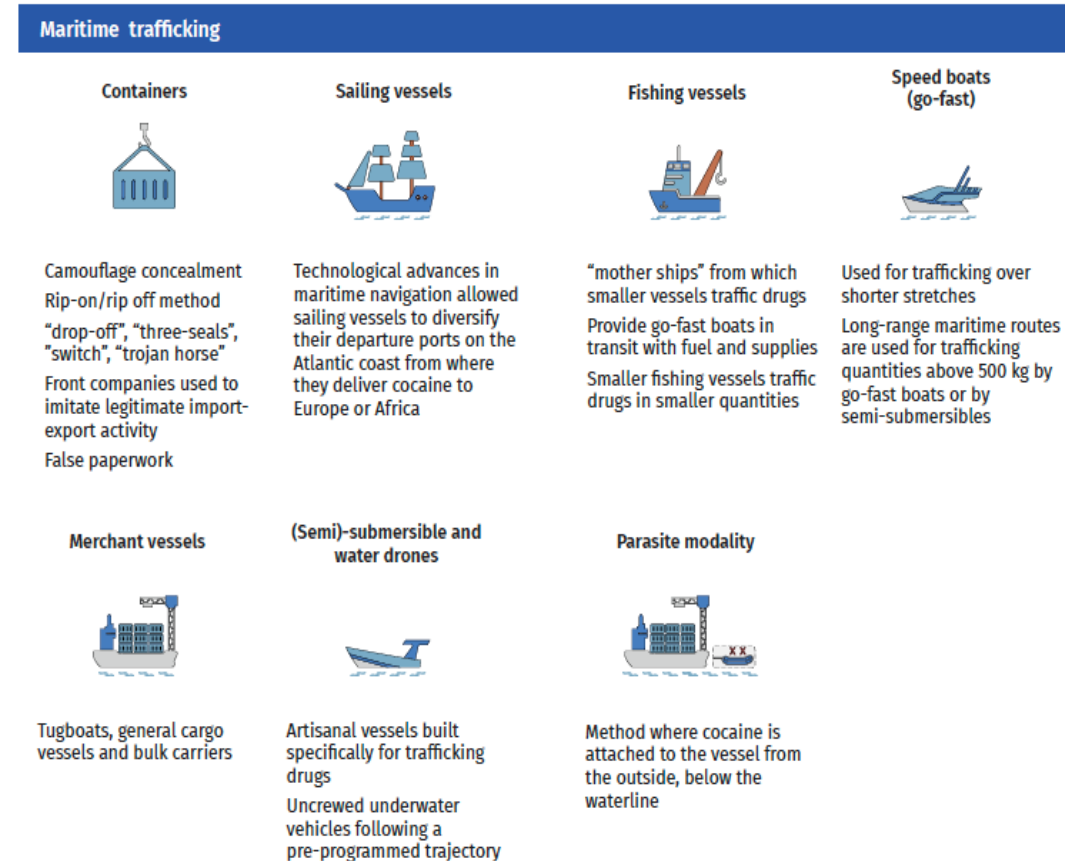 Maritime trafficking
Containers
Camouflage concealment
Rip-on/rip off method
“drop-off”, “three-seals”,
”switch”, “trojan horse”
Front companies used to
imitate legitimate import-
export activity
False paperwork
Sailing vessels
Technological advances in
maritime navigation allowed
sailing vessels to diversify
their departure ports on the
Atlantic coast from where
they deliver cocaine to
Europe or Africa
Fishing vessels
“mother ships” from which
smaller vessels traffic drugs
Provide go-fast boats in
transit with fuel and supplies
Smaller fishing vessels traffic
drugs in smaller quantities
Speed boats
(go-fast)
Used for trafficking over
shorter stretches
Long-range maritime routes
are used for trafficking
quantities above 500 kg by
go-fast boats or by
semi-submersibles
Merchant vessels
Tugboats, general cargo
vessels and bulk carriers
(Semi)-submersible and
water drones
Artisanal vessels built
specifically for trafficking
drugs
Uncrewed underwater
vehicles following a
pre-programmed trajectory
Parasite modality
X X
Method where cocaine is
attached to the vessel from
the outside, below the
waterline